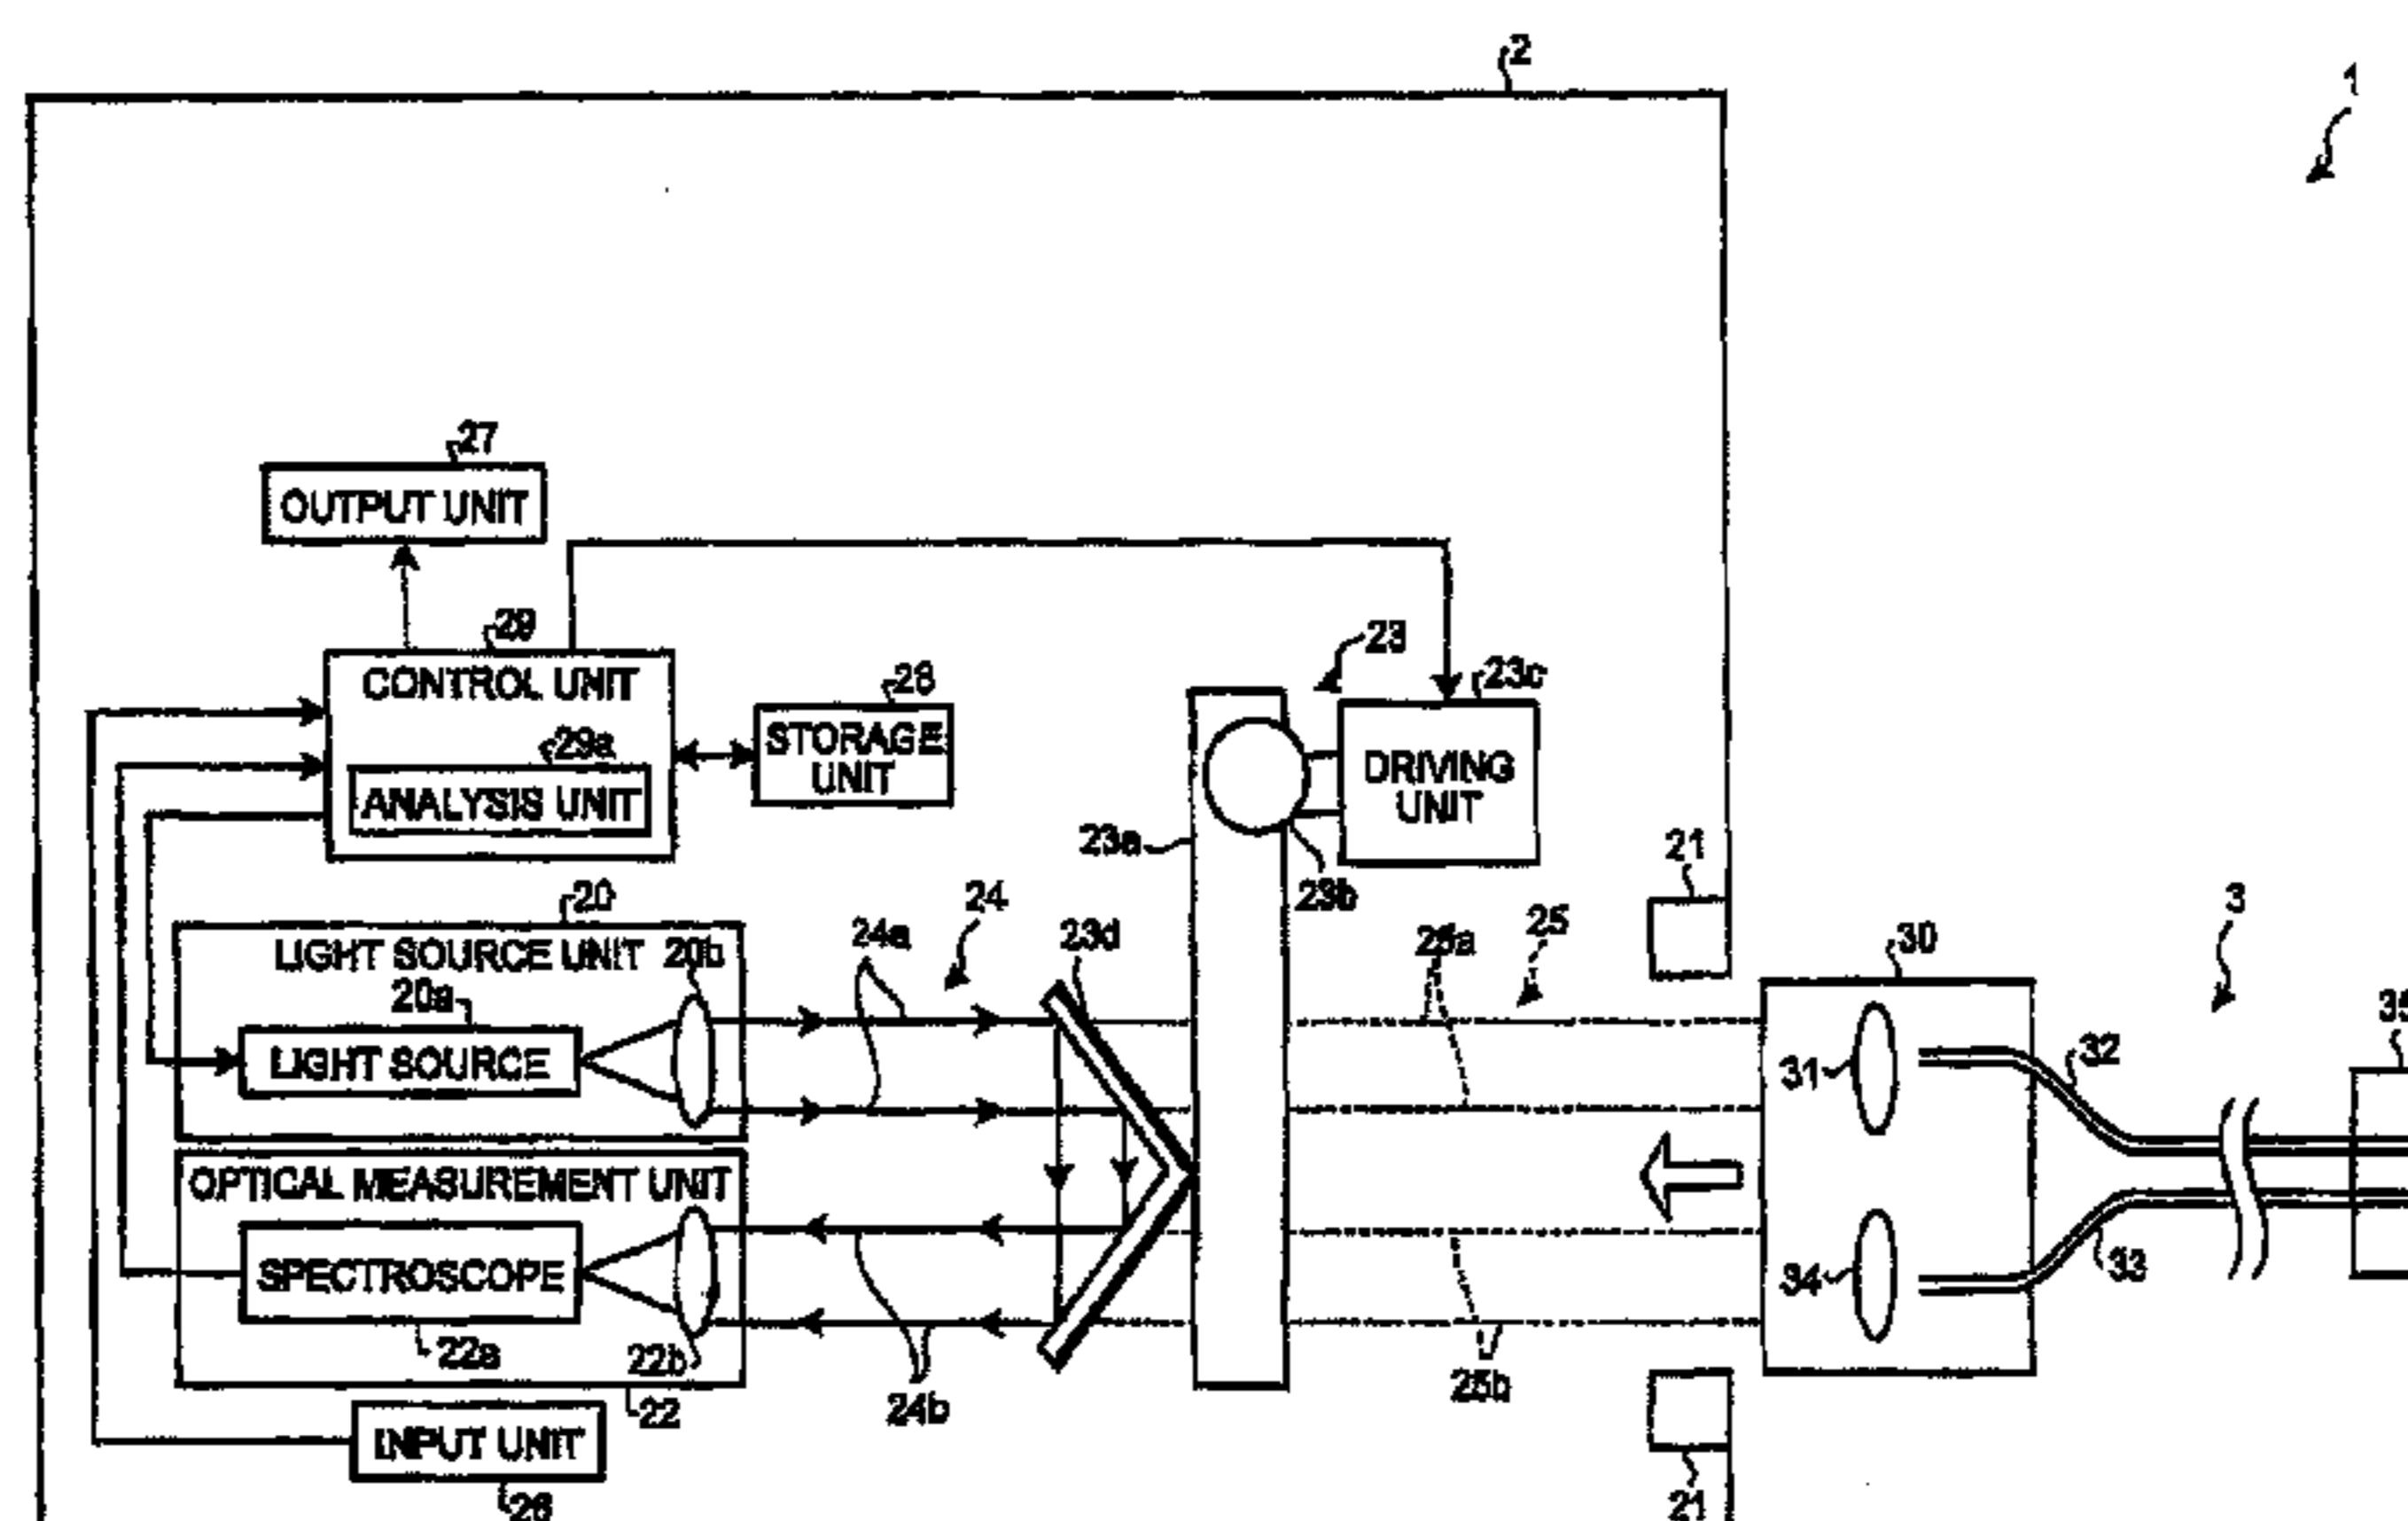 2
1
27
OUTPUT UNIT
29
CONTROL UNIT
29a
ANALYSIS UNIT
28
STORAGE
UNIT
23
23c
DRIVING
UNIT
23a
23b
21
20
LIGHT SOURCE UNIT
20b
20a
LIGHT SOURCE
24a
24
23d
25a
25
30
3
35
31
32
OPTICAL MEASUREMENT UNIT
SPECTROSCOPE
22a
22b
22
24b
25b
34
33
INPUT UNIT
26
21